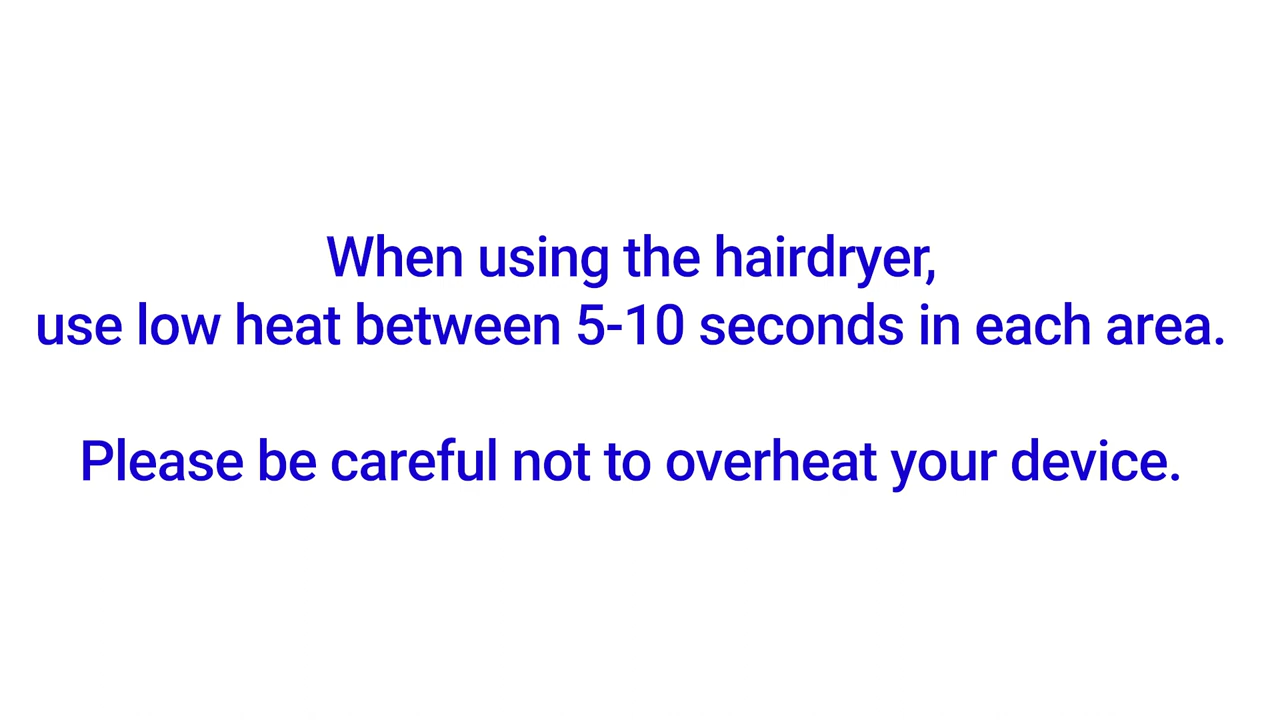 When using the hairdryer,
use low heat between 5-10 seconds in each area.
Please be careful not to overheat your device.